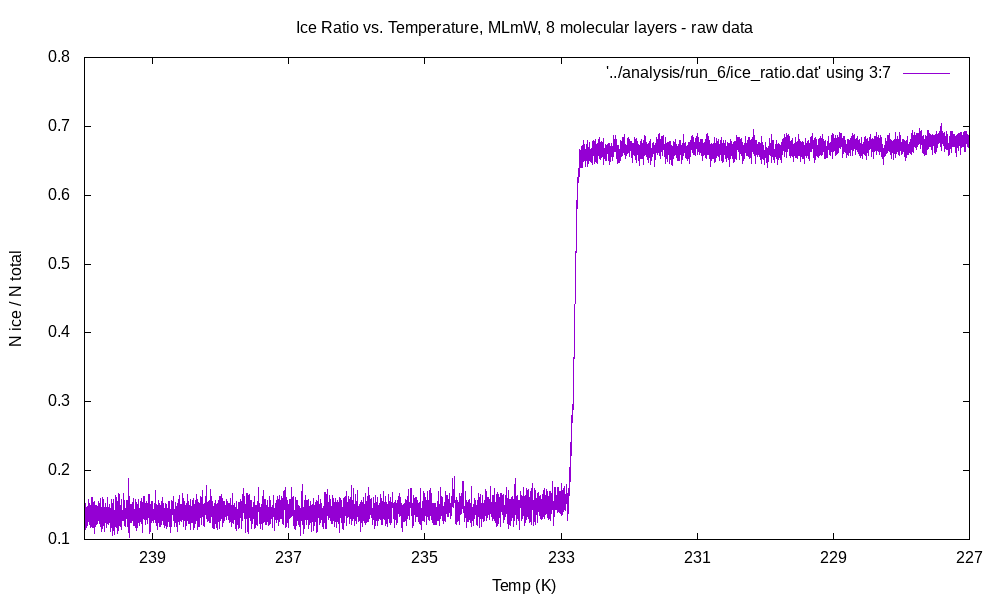 Ice Ratio vs. Temperature, MLmW, 8 molecular layers - raw data
'../analysis/run_6/ice_ratio.dat' using 3:7
N ice / N total
0.8
0.7
0.6
0.5
0.4
0.3
0.2
0.1
239 237 235 233 231 229 227
Temp (K)